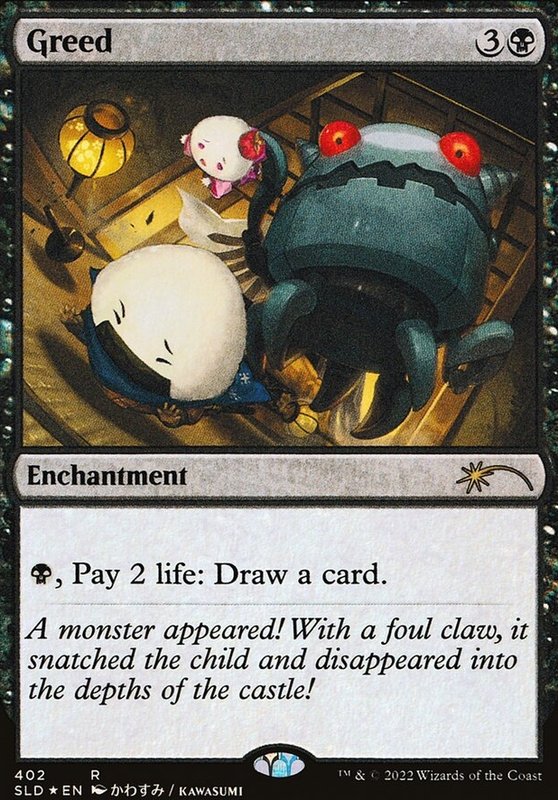 Greed 3
Enchantment
, Pay 2 life: Draw a card.
A monster appeared! With a foul claw, it
snatched the child and disappeared into
the depths of the castle!
402 R
SLD ★ EN かわすみ / KAWASUMI
™ & © 2022 Wizards of the Coast